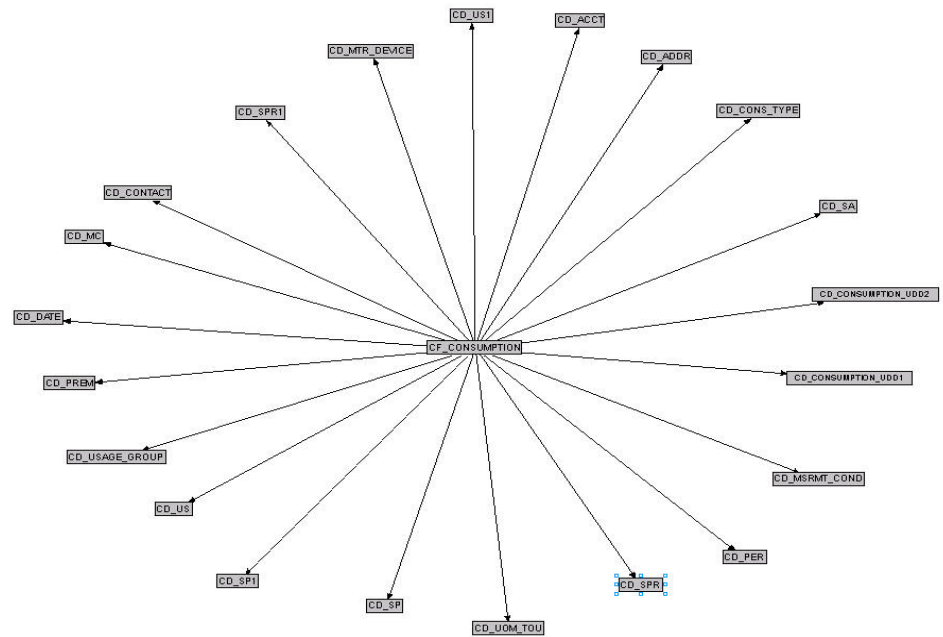 CD_US1
CD_ACCT
CD_MTR_DEVICE
CD_ADDR
CD_SPR1
CD_CONS_TYPE
CD_CONTACT
CD_SA
CD_MC
CD_CONSUMPTION_UDD2
CD_DATE
CF_CONSUMPTION
CD_PREM
CD_CONSUMPTION_UDD1
CD_USAGE_GROUP
CD_MSRMT_COND
CD_US
CD_PER
CD_SP1
CD_SPR
CD_SP
CD_UOM_TOU